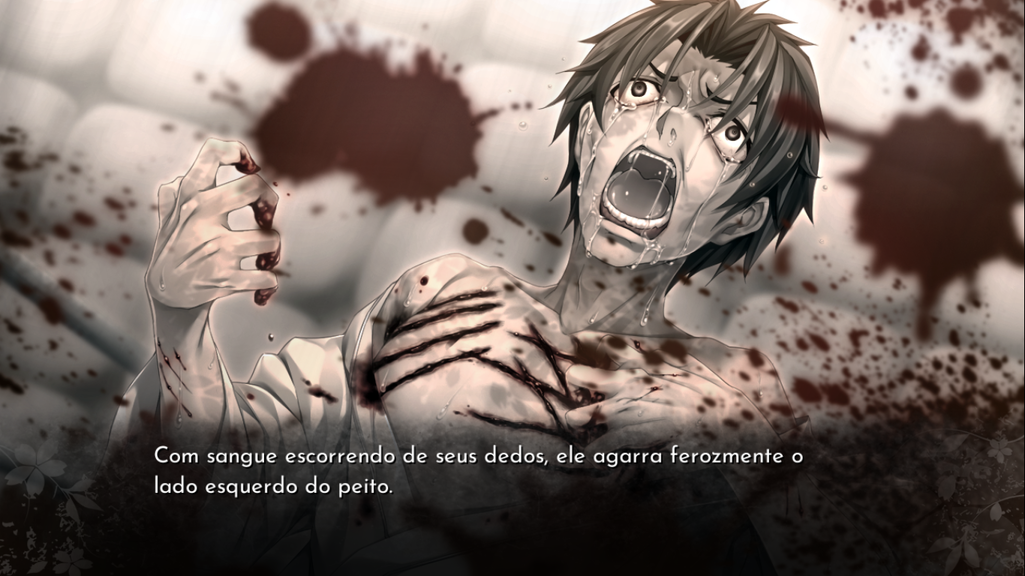 Com sangue escorrendo de seus dedos, ele agarra ferozmente o
lado esquerdo do peito.